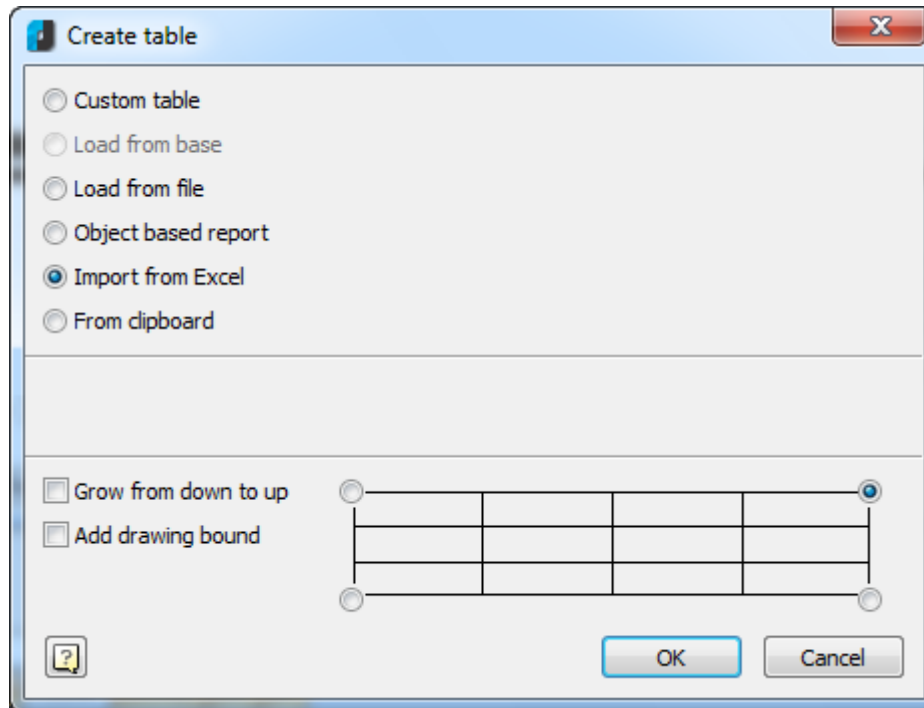 Create table
Custom table
Load from base
Load from file
Object based report
Import from Excel
From clipboard
Grow from down to up
Add drawing bound
?
OK
Cancel